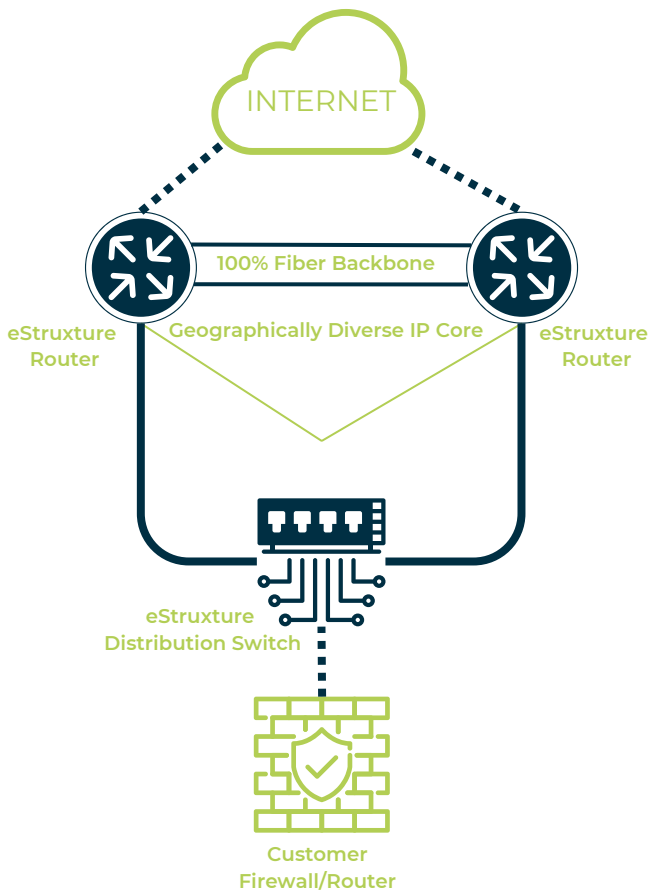 INTERNET
100% Fiber Backbone
Geographically Diverse IP Core
eStruxture
Router
eStruxture
Router
eStruxture
Distribution Switch
Customer
Firewall/Router